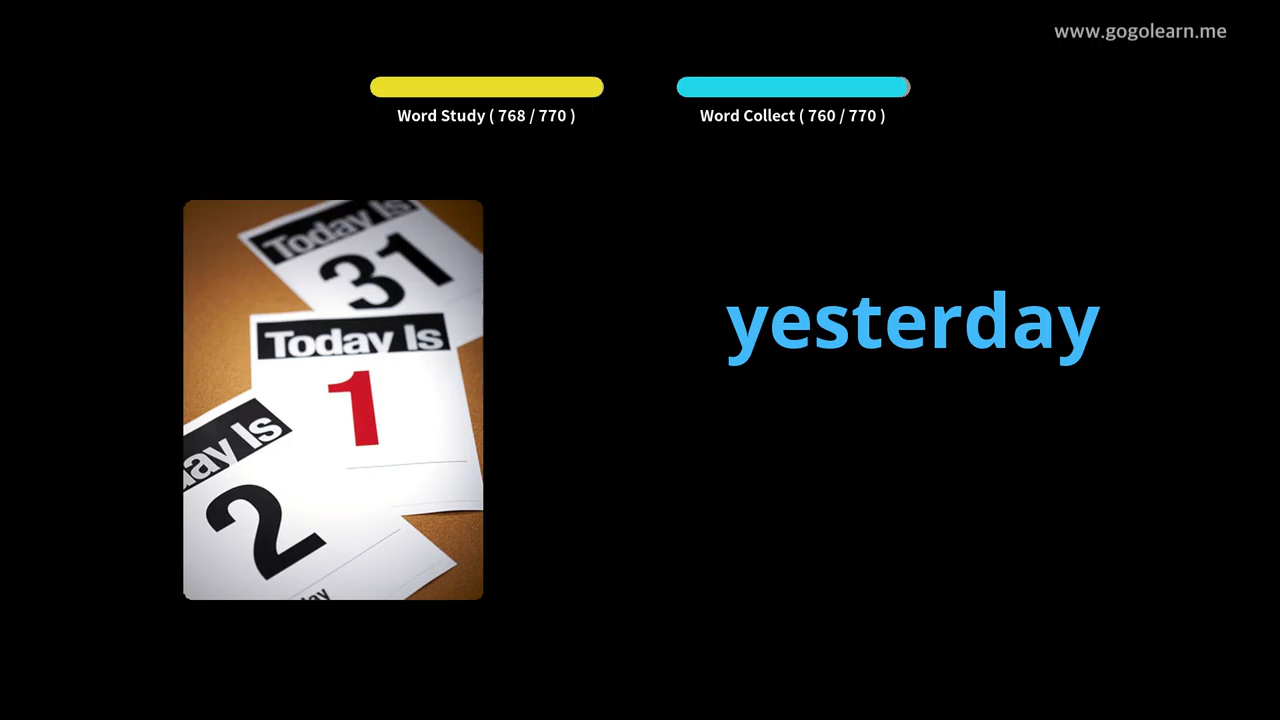 www.gogolearn.me
Word Study ( 768 / 770 )
Word Collect ( 760 / 770 )
Today Is
31
Today Is
1
yesterday
ay Is
2